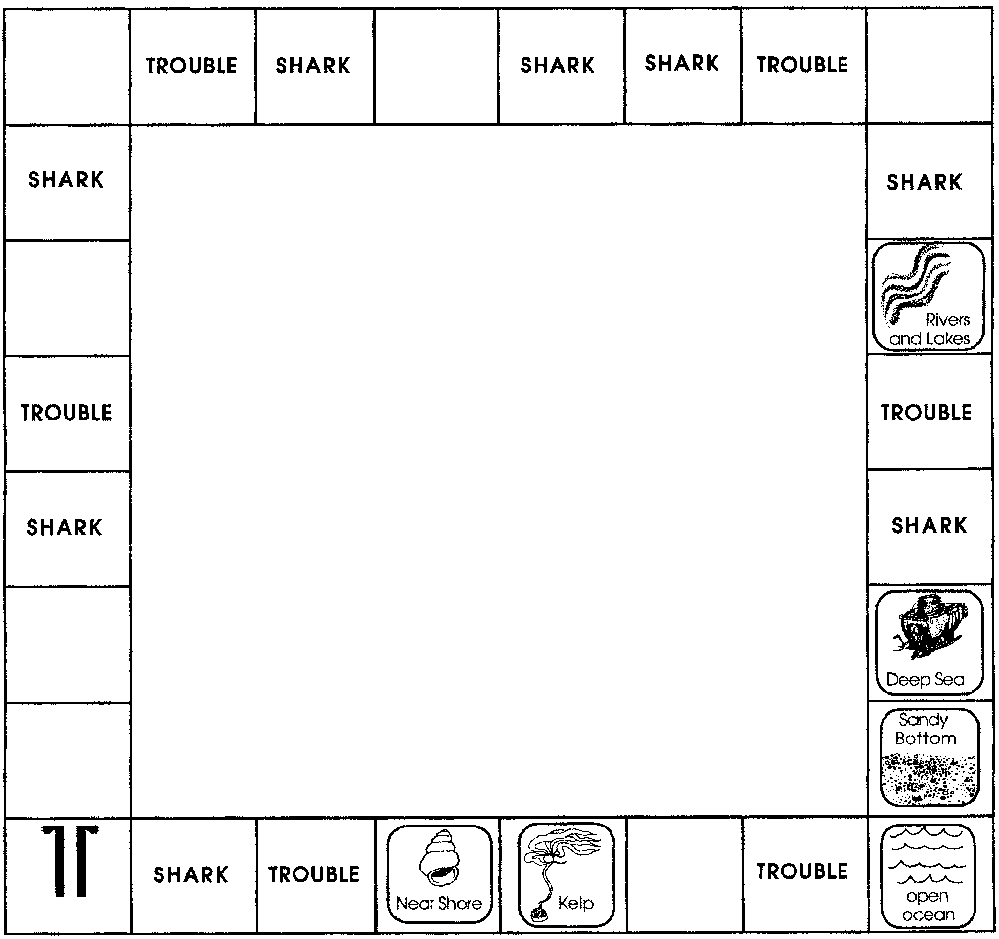 TROUBLE
SHARK
SHARK
SHARK
TROUBLE
SHARK
SHARK
Rivers
and Lakes
TROUBLE
TROUBLE
SHARK
SHARK
Deep Sea
Sandy
Bottom
SHARK
TROUBLE
Near Shore
Kelp
TROUBLE
open
ocean